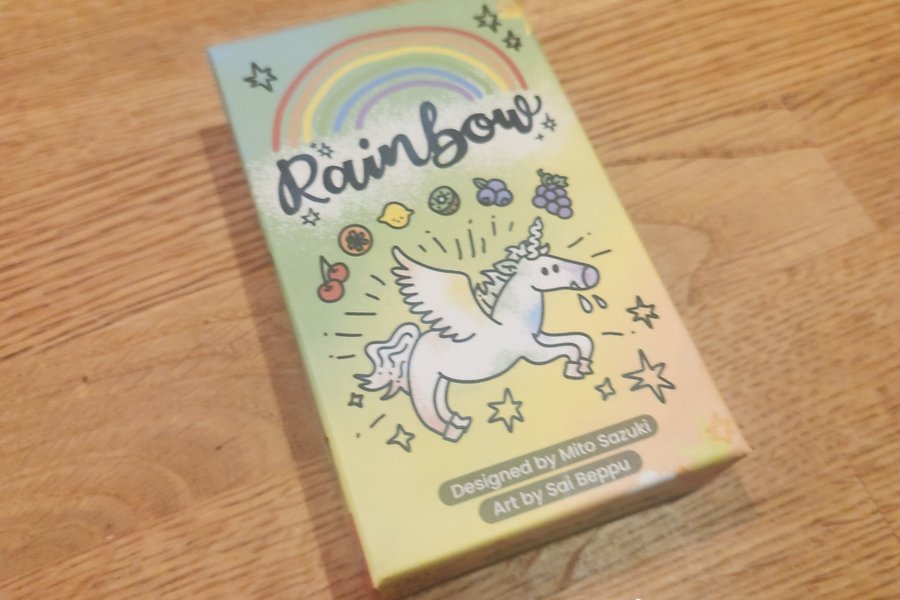 Rainbow
Designed by Mito Sazuki
Art by Sai Beppu